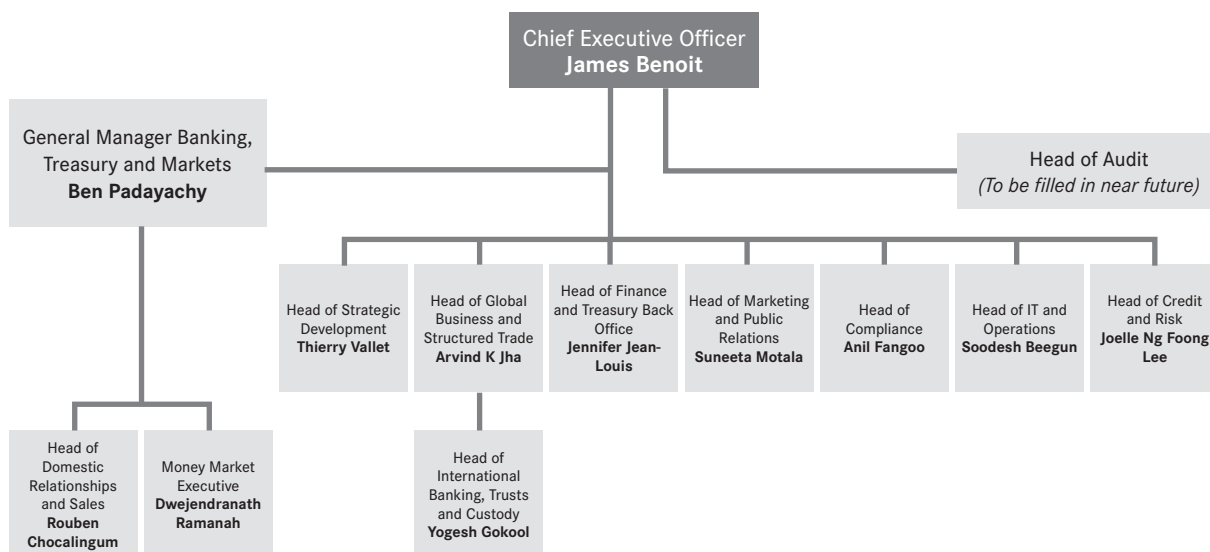 Chief Executive Officer
James Benoit
General Manager Banking,
Treasury and Markets
Ben Padayachy
Head of Audit
(To be filled in near future)
Head of Strategic
Development
Thierry Vallet
Head of Global
Business and
Structured Trade
Arvind K Jha
Head of Finance
and Treasury Back
Office
Jennifer Jean-
Louis
Head of Marketing
and Public
Relations
Suneeta Motala
Head of
Compliance
Anil Fangoo
Head of IT and
Operations
Soodesh Beegun
Head of Credit
and Risk
Joelle Ng Foong
Lee
Head of
Domestic
Relationships
and Sales
Rouben
Chocalingum
Money Market
Executive
Dwejendranath
Ramanah
Head of
International
Banking, Trusts
and Custody
Yogesh Gokool